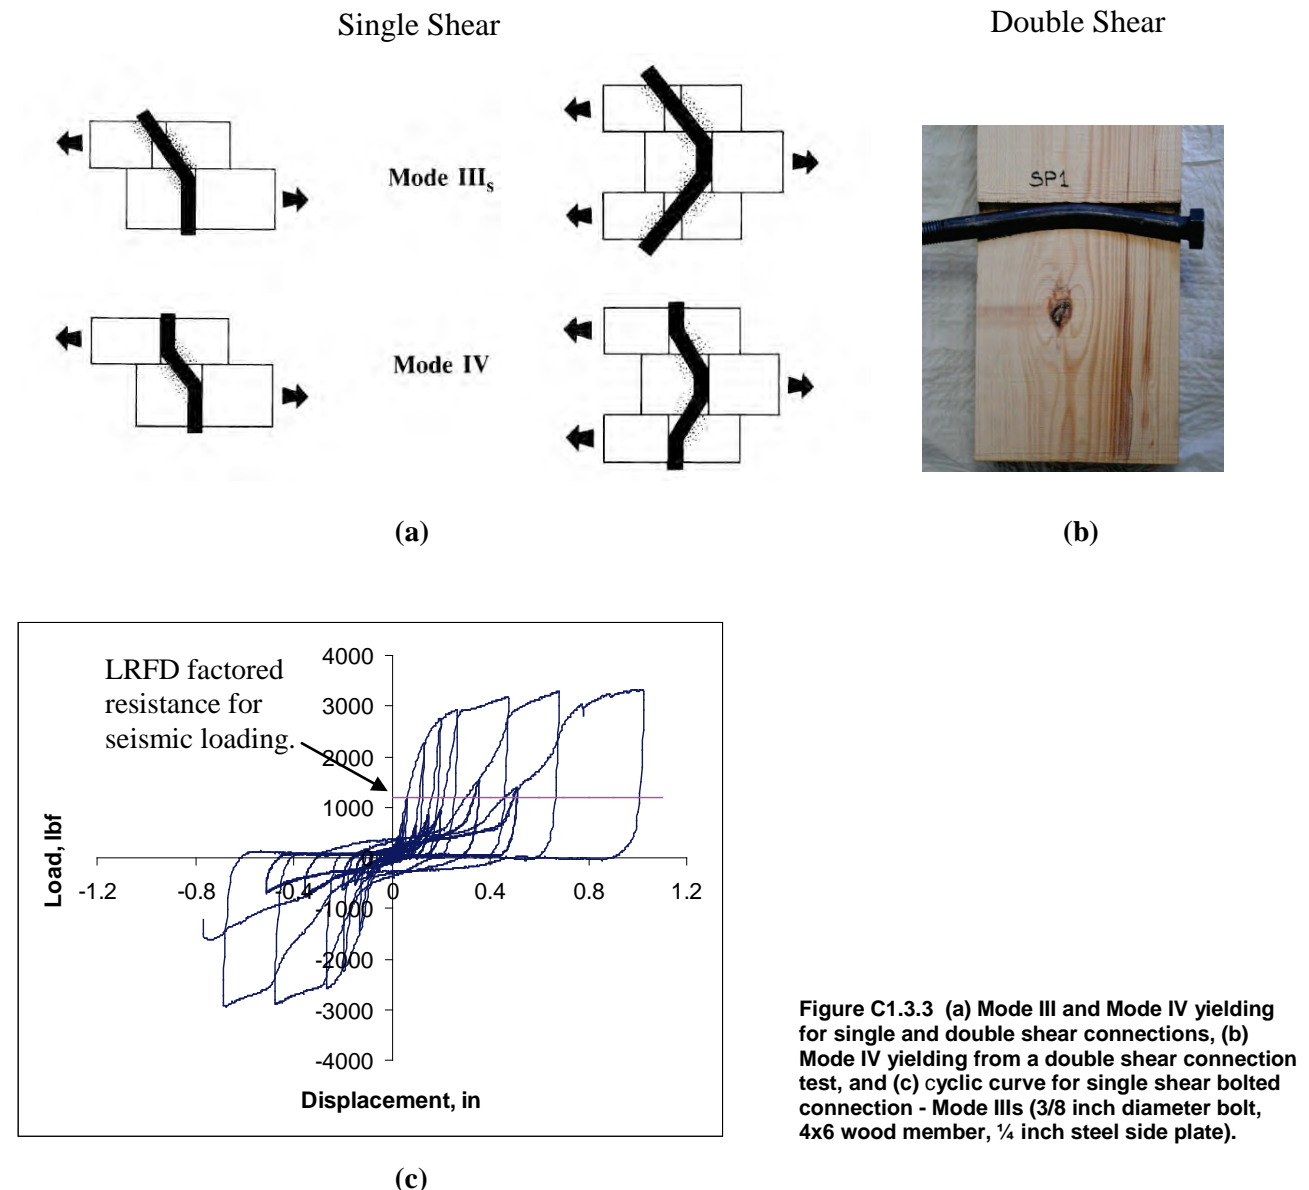 Single Shear
Double Shear
Mode IIIs
Mode IV
SP1
(a)
(b)
LRFD factored
resistance for
seismic loading.
4000
3000
2000
1000
0
-1000
-2000
-3000
-4000
-1.2
-0.8
-0.4
0
0.4
0.8
1.2
Load, lbf
Displacement, in
(c)
Figure C1.3.3 (a) Mode III and Mode IV yielding
for single and double shear connections, (b)
Mode IV yielding from a double shear connection
test, and (c) cyclic curve for single shear bolted
connection - Mode IIIs (3/8 inch diameter bolt,
4x6 wood member, ¼ inch steel side plate).